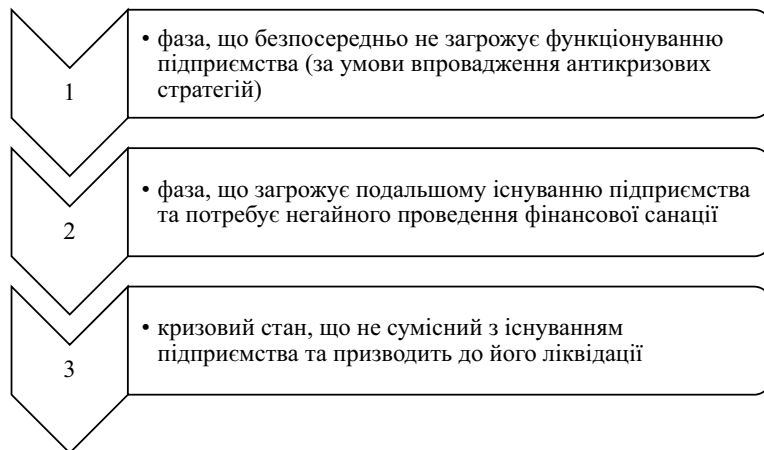 1
• фаза, що безпосередньо не загрожує функціонуванню
підприємства (за умови впровадження антикризових
стратегій)
2
• фаза, що загрожує подальшому існуванню підприємства
та потребує негайного проведення фінансової санації
3
• кризовий стан, що не сумісний з існуванням
підприємства та призводить до його ліквідації